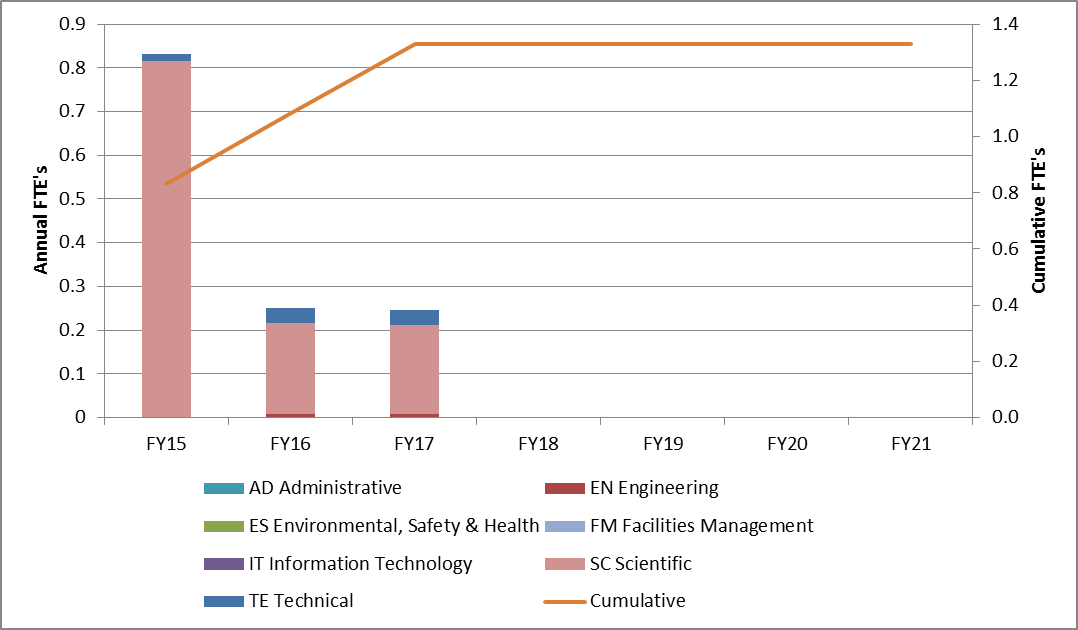 0.9
0.8
0.7
0.6
0.5
0.4
0.3
0.2
0.1
0
Annual FTE's
1.4
1.2
1.0
0.8
0.6
0.4
0.2
0.0
Cumulative FTE's
FY15 FY16 FY17 FY18 FY19 FY20 FY21
AD Administrative EN Engineering
ES Environmental, Safety & Health FM Facilities Management
IT Information Technology SC Scientific
TE Technical Cumulative